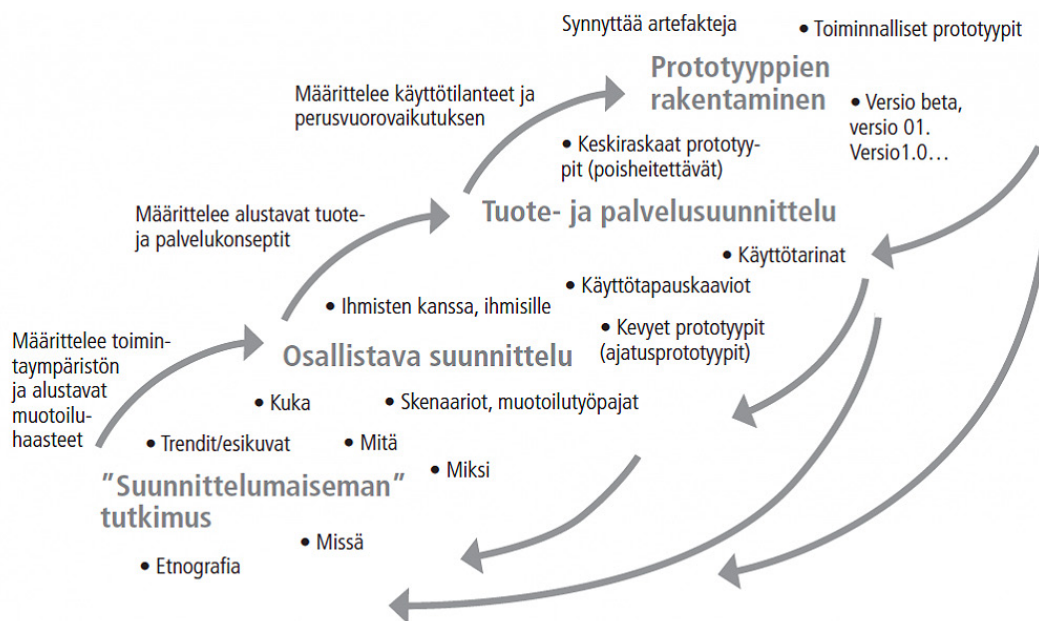 Synnyttää artefakteja
• Toiminnalliset prototyypit
Prototyyppien
rakentaminen
Määrittelee käyttötilanteet ja
perusvuorovaikutuksen
• Versio beta,
versio 01.
Versio1.0…
• Keskiraskaat prototyy-
pit (poisheitettävät)
Määrittelee alustavat tuote-
ja palvelukonseptit
Tuote- ja palvelusuunnittelu
• Käyttötarinat
• Käyttötapauskaaviot
• Ihmisten kanssa, ihmisille
• Kevyet prototyypit
(ajatusprototyypit)
Määrittelee toimin-
taympäristön
ja alustavat
muotoilu-
haasteet
Osallistava suunnittelu
• Kuka
• Skenaariot, muotoilutyöpajat
• Trendit/esikuvat
• Mitä
• Miksi
”Suunnittelumaiseman”
tutkimus
• Missä
• Etnografia